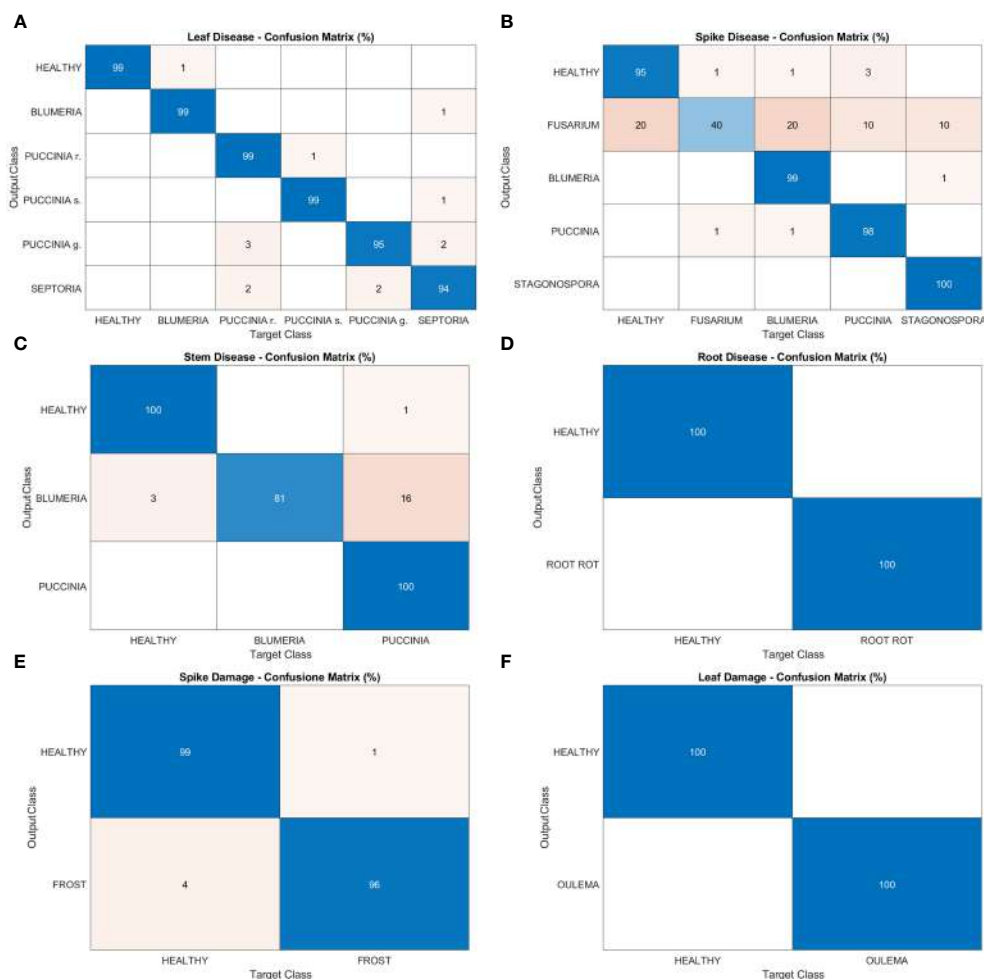 A
Leaf Disease - Confusion Matrix (%)
HEALTHY 99 1
BLUMERIA 99 1
PUCCINIA r. 99 1
PUCCINIA s. 99 1
PUCCINIA g. 3 95 2
SEPTORIA 2 2 94
HEALTHY BLUMERIA PUCCINIA r. PUCCINIA s. PUCCINIA g. SEPTORIA
Target Class
Output Class
B
Spike Disease - Confusion Matrix (%)
HEALTHY 95 1 1 3
FUSARIUM 20 40 20 10 10
BLUMERIA 99 1
PUCCINIA 1 1 98
STAGONOSPORA 100
HEALTHY FUSARIUM BLUMERIA PUCCINIA STAGONOSPORA
Target Class
Output Class
C
Stem Disease - Confusion Matrix (%)
HEALTHY 100 1
BLUMERIA 3 81 16
PUCCINIA 100
HEALTHY BLUMERIA PUCCINIA
Target Class
Output Class
D
Root Disease - Confusion Matrix (%)
HEALTHY 100
ROOT ROT 100
HEALTHY ROOT ROT
Target Class
Output Class
E
Spike Damage - Confusione Matrix (%)
HEALTHY 99 1
FROST 4 96
HEALTHY FROST
Target Class
Output Class
F
Leaf Damage - Confusion Matrix (%)
HEALTHY 100
OULEMA 100
HEALTHY OULEMA
Target Class
Output Class